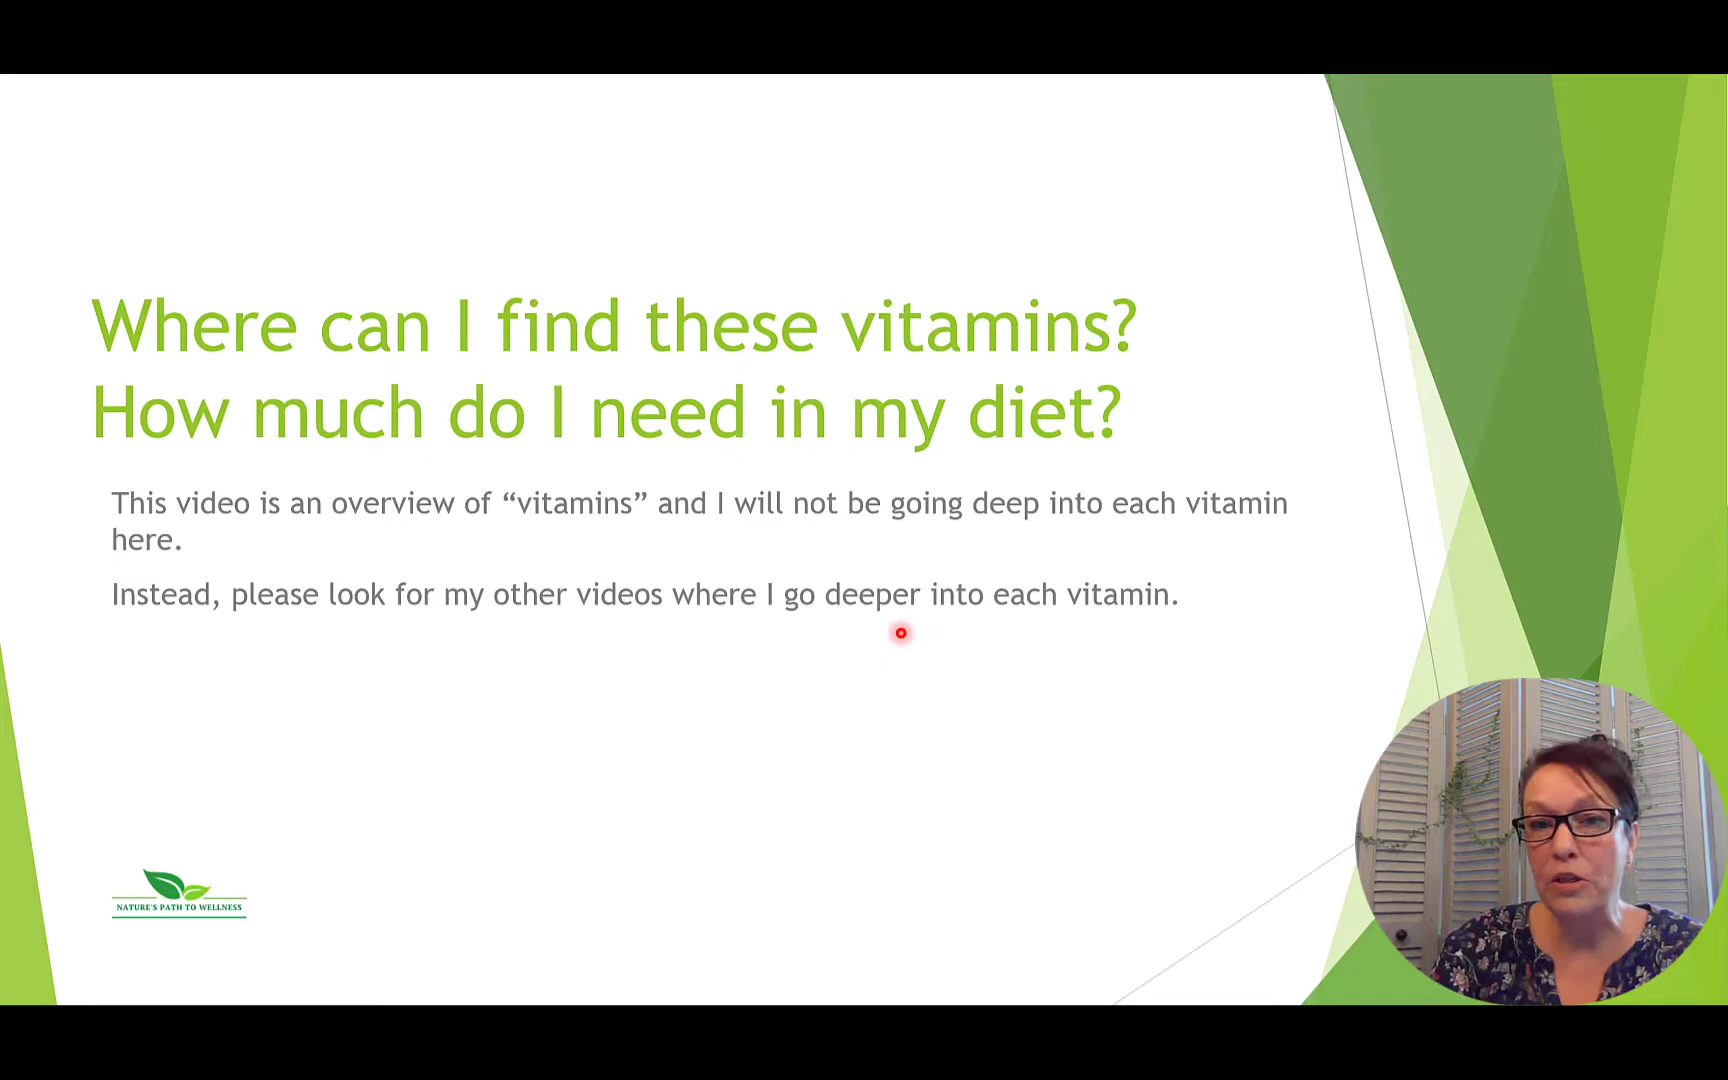 Where can I find these vitamins?
How much do I need in my diet?
This video is an overview of “vitamins” and I will not be going deep into each vitamin
here.
Instead, please look for my other videos where I go deeper into each vitamin.
NATURE'S PATH TO WELLNESS